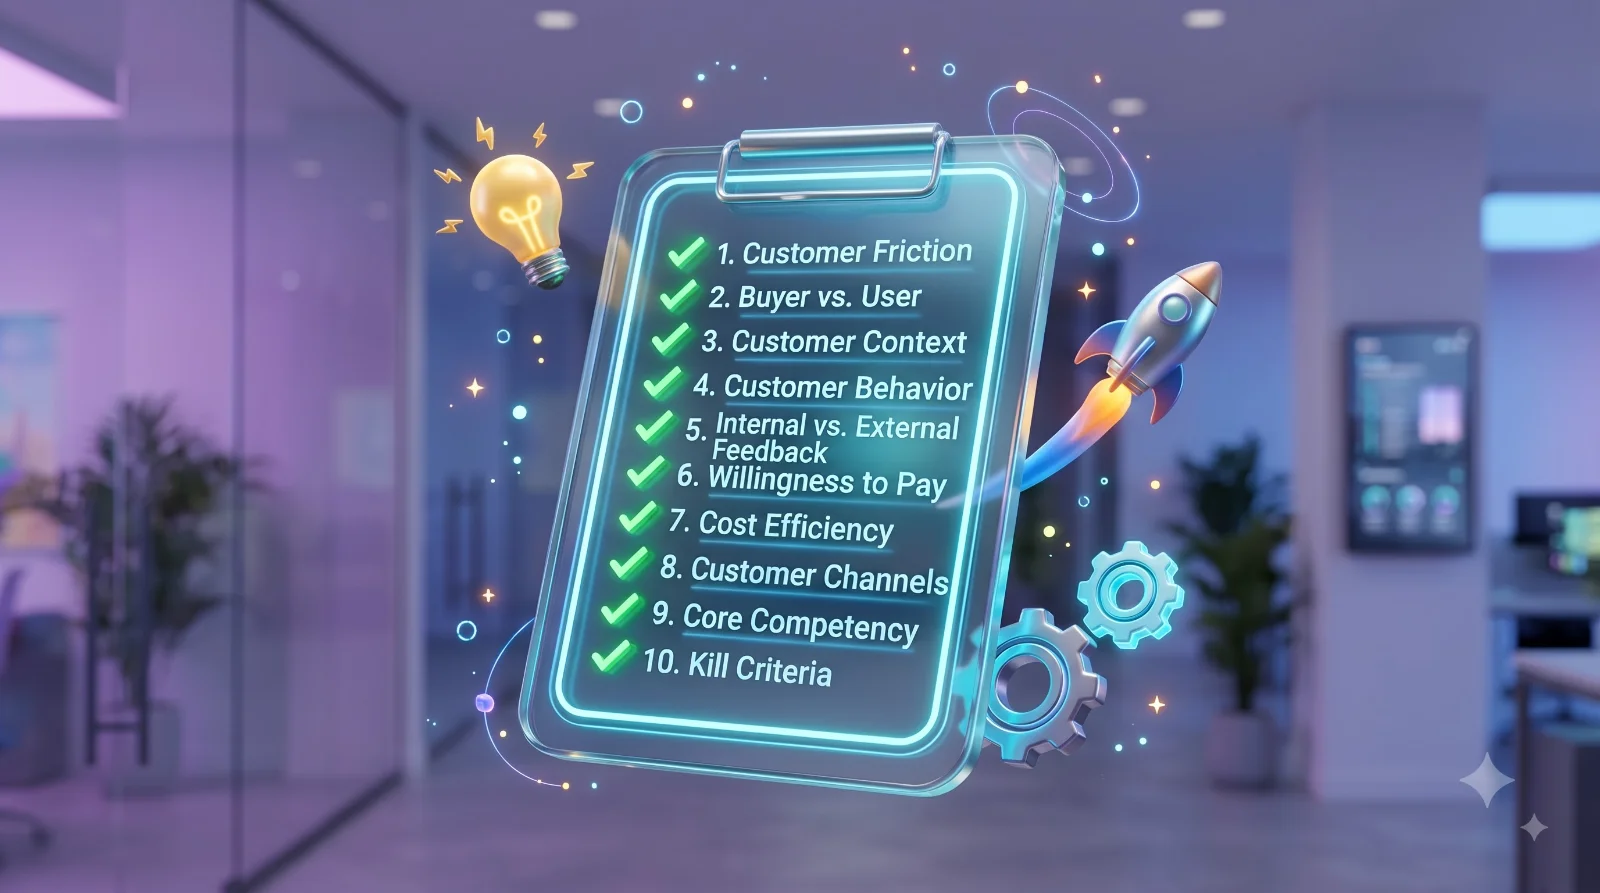 1. Customer Friction
2. Buyer vs. User
3. Customer Context
4. Customer Behavior
5. Internal vs. External
Feedback
6. Willingness to Pay
7. Cost Efficiency
8. Customer Channels
9. Core Competency
10. Kill Criteria